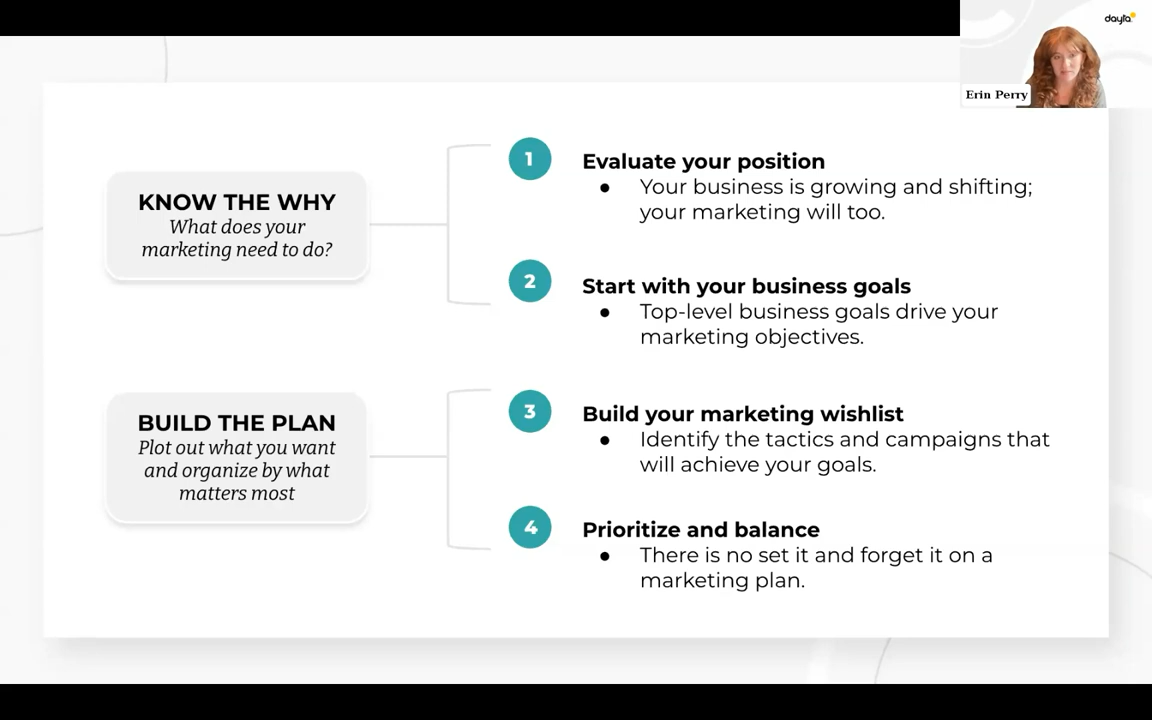 dayta
Erin Perry
KNOW THE WHY
What does your
marketing need to do?
1
Evaluate your position
● Your business is growing and shifting;
your marketing will too.
2
Start with your business goals
● Top-level business goals drive your
marketing objectives.
BUILD THE PLAN
Plot out what you want
and organize by what
matters most
3
Build your marketing wishlist
● Identify the tactics and campaigns that
will achieve your goals.
4
Prioritize and balance
● There is no set it and forget it on a
marketing plan.